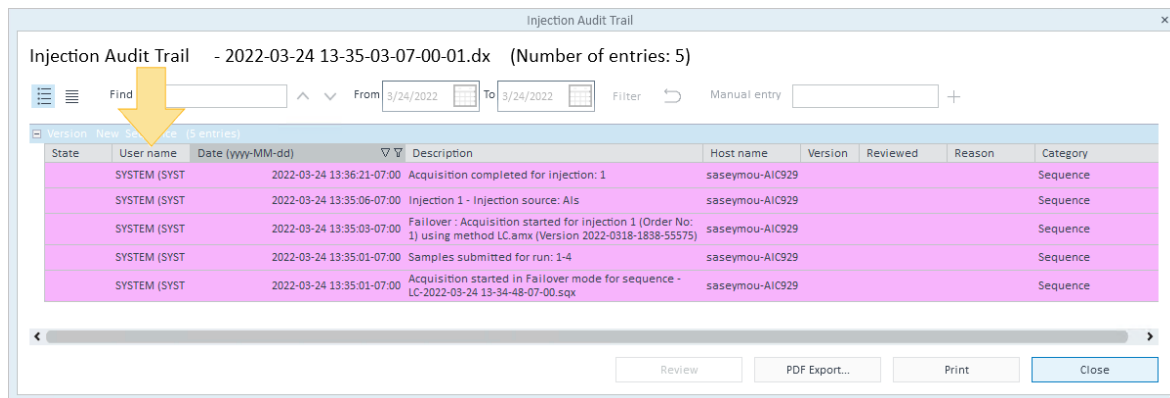 Injection Audit Trail
Injection Audit Trail - 2022-03-24 13-35-03-07-00-01.dx (Number of entries: 5)
Find From 3/24/2022 To 3/24/2022 Filter Manual entry
Version New (5 entries)
State User name Date (yyyy-MM-dd) Description Host name Version Reviewed Reason Category
SYSTEM (SYST 2022-03-24 13:36:21-07:00 Acquisition completed for injection: 1 saseymou-AIC929 Sequence
SYSTEM (SYST 2022-03-24 13:35:06-07:00 Injection 1 - Injection source: Als saseymou-AIC929 Sequence
SYSTEM (SYST 2022-03-24 13:35:03-07:00 Failover : Acquisition started for injection 1 (Order No: saseymou-AIC929 Sequence
1) using method LC.amx (Version 2022-0318-1838-55575)
SYSTEM (SYST 2022-03-24 13:35:01-07:00 Samples submitted for run: 1-4 saseymou-AIC929 Sequence
SYSTEM (SYST 2022-03-24 13:35:01-07:00 Acquisition started in Failover mode for sequence - saseymou-AIC929 Sequence
LC-2022-03-24 13-34-48-07-00.sqx
Review PDF Export... Print Close